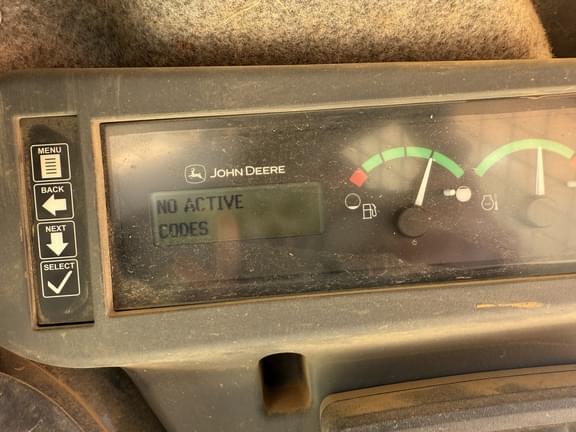 MENU
BACK
NEXT
SELECT
JOHN DEERE
NO ACTIVE
CODES